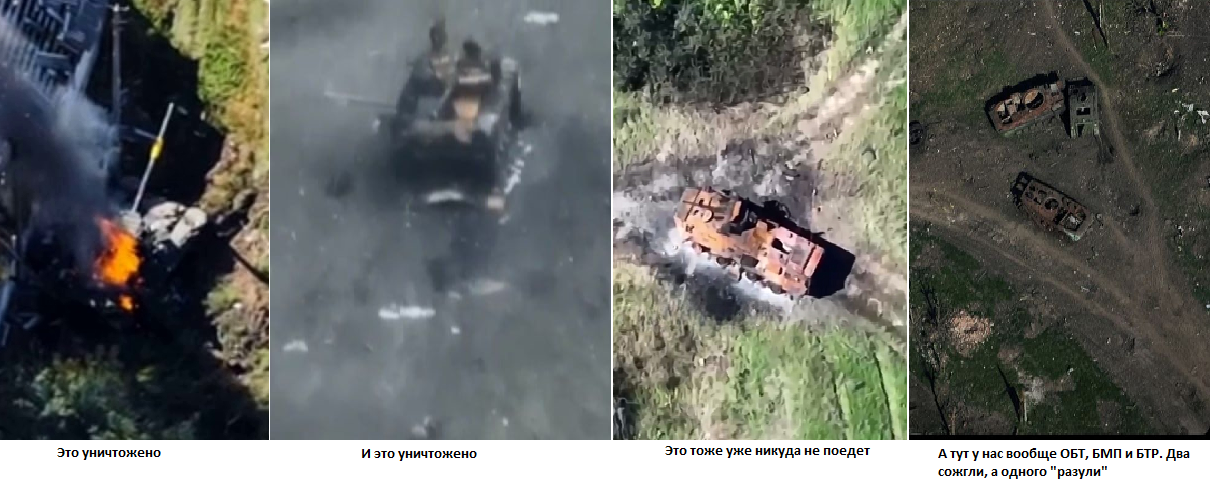 Это уничтожено
И это уничтожено
Это тоже уже никуда не поедет
А тут у нас вообще ОБТ, БМП и БТР. Два
сожгли, а одного "разули"